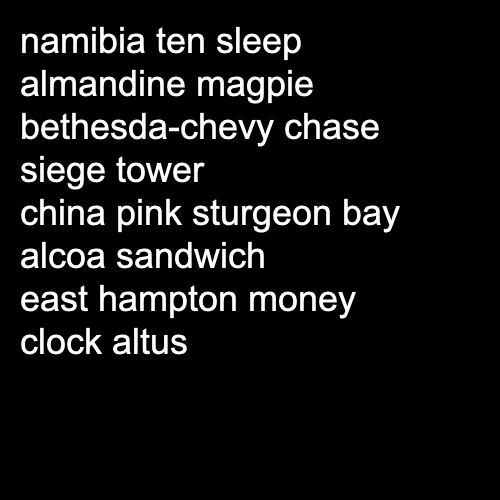 namibia ten sleep
almandine magpie
bethesda-chevy chase
siege tower
china pink sturgeon bay
alcoa sandwich
east hampton money
clock altus